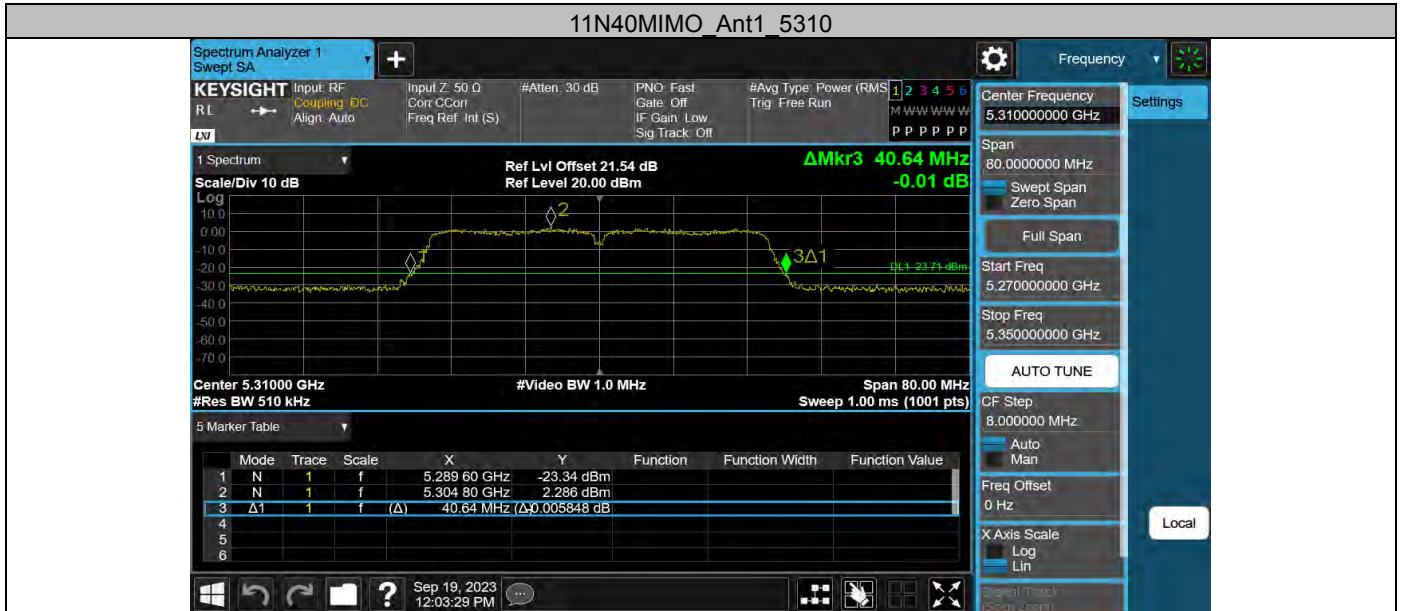 11N40MIMO_Ant1_5310
Spectrum Analyzer 1
Swept SA
Frequency
KEYSIGHT
RL
LXI
Input: RF
Coupling: DC
Align: Auto
Input Z: 50 Ω
Corr CCorr
Freq Ref: Int (S)
#Atten: 30 dB
PNO: Fast
Gate: Off
IF Gain: Low
Sig Track: Off
#Avg Type: Power (RMS
Trig: Free Run
1 2 3 4 5 6
M W W W W W
P P P P P P
1 Spectrum
Scale/Div 10 dB
Ref Lvl Offset 21.54 dB
Ref Level 20.00 dBm
ΔMkr3 40.64 MHz
-0.01 dB
Log
10.0
0.00
-10.0
-20.0
-30.0
-40.0
-50.0
-60.0
-70.0
1
2
3Δ1
DL1 -23.71 dBm
Center 5.31000 GHz
#Video BW 1.0 MHz
Span 80.00 MHz
#Res BW 510 kHz
Sweep 1.00 ms (1001 pts)
5 Marker Table
Mode Trace Scale X Y Function Function Width Function Value
1 N 1 f 5.289 60 GHz -23.34 dBm
2 N 1 f 5.304 80 GHz 2.286 dBm
3 Δ1 1 f (Δ) 40.64 MHz (Δ) -0.005848 dB
4
5
6
Sep 19, 2023
12:03:29 PM
Center Frequency
5.310000000 GHz
Settings
Span
80.0000000 MHz
Swept Span
Zero Span
Full Span
Start Freq
5.270000000 GHz
Stop Freq
5.350000000 GHz
AUTO TUNE
CF Step
8.000000 MHz
Auto
Man
Freq Offset
0 Hz
X Axis Scale
Log
Lin
Local
Signal Track
(Span Zoom)